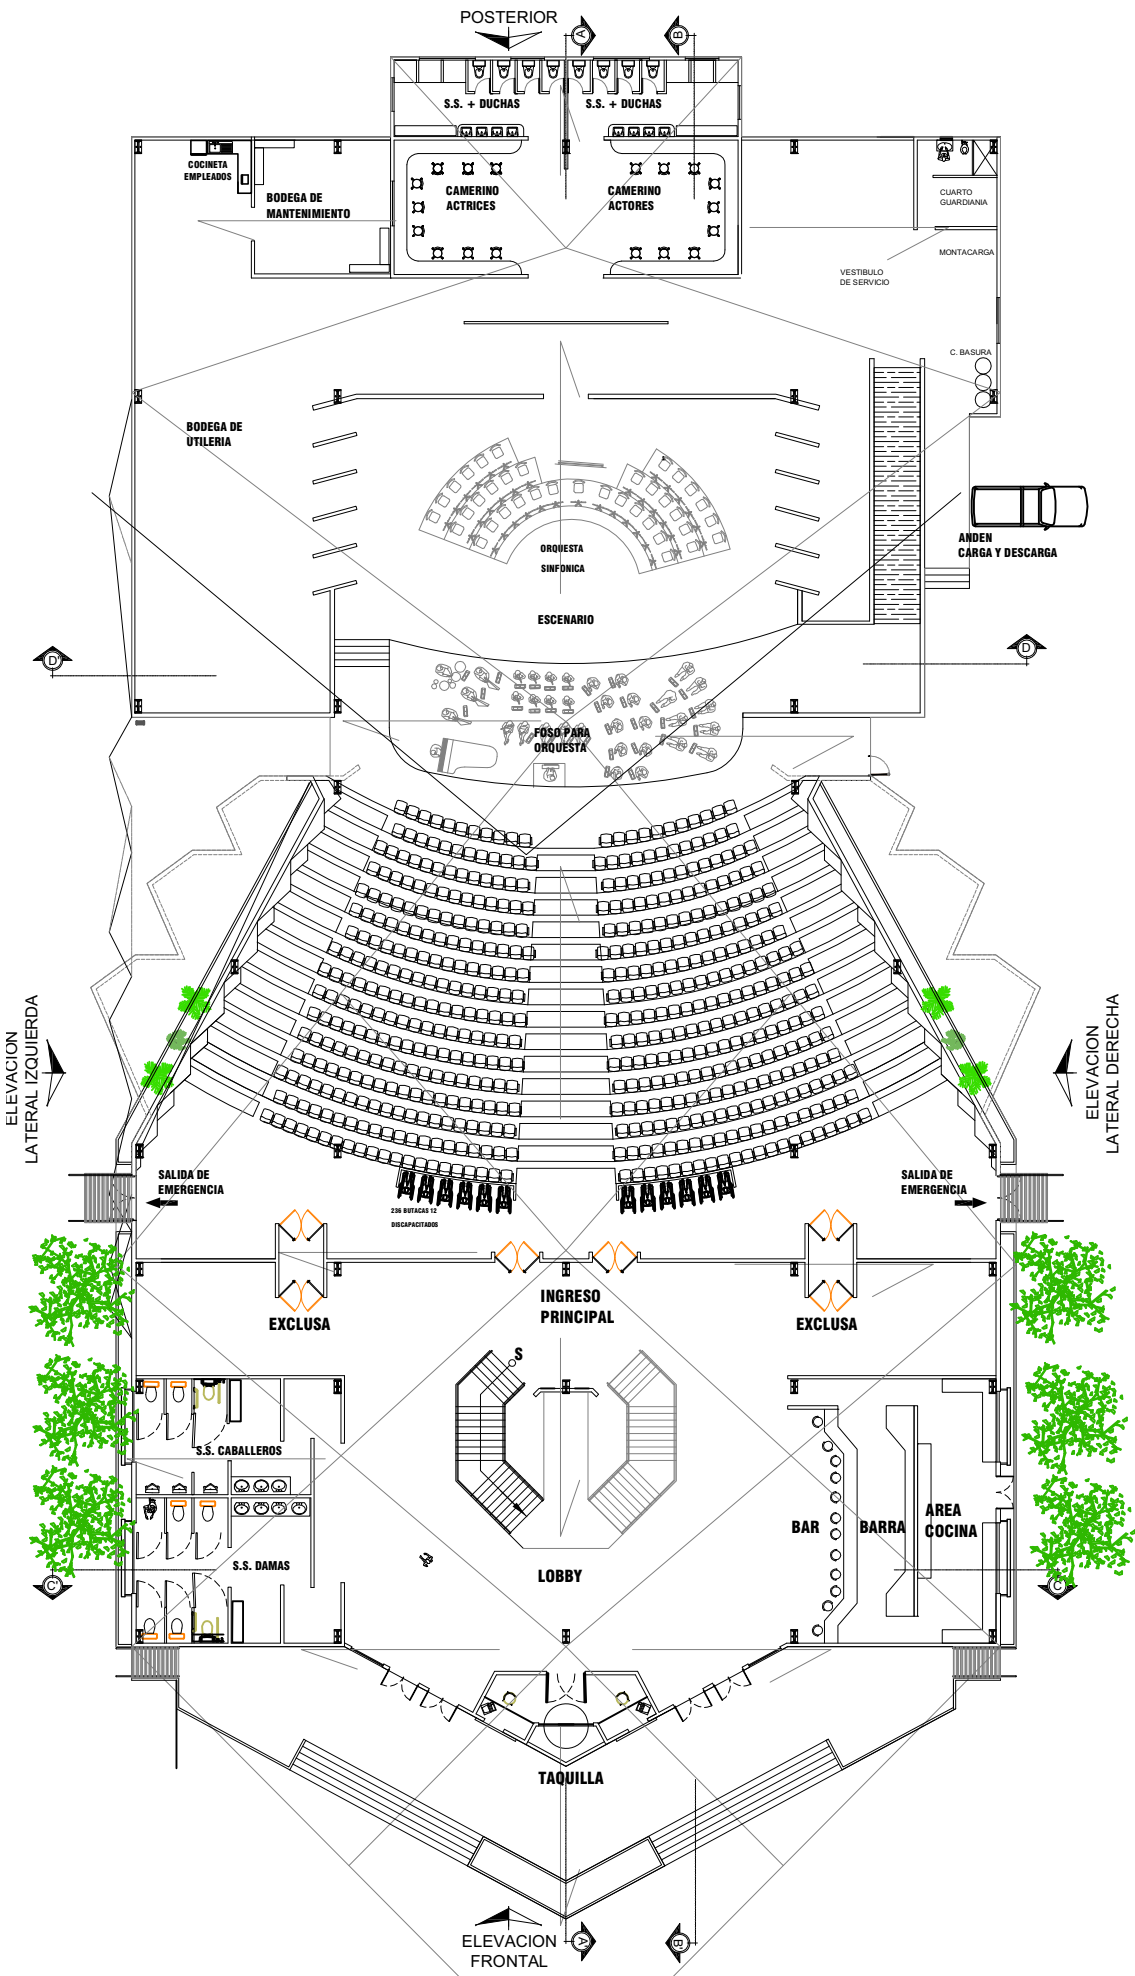 POSTERIOR
A
B
S.S. + DUCHAS
S.S. + DUCHAS
COCINETA
EMPLEADOS
BODEGA DE
MANTENIMIENTO
CAMERINO
ACTRICES
CAMERINO
ACTORES
CUARTO
GUARDIANIA
MONTACARGA
VESTIBULO
DE SERVICIO
C. BASURA
BODEGA DE
UTILERIA
ANDEN
CARGA Y DESCARGA
ORQUESTA
SINFONICA
ESCENARIO
D'
D
FOSO PARA
ORQUESTA
ELEVACION
LATERAL IZQUIERDA
ELEVACION
LATERAL DERECHA
SALIDA DE
EMERGENCIA
SALIDA DE
EMERGENCIA
236 BUTACAS 12
DISCAPACITADOS
INGRESO
PRINCIPAL
EXCLUSA
EXCLUSA
S
S.S. CABALLEROS
S.S. DAMAS
BAR
BARRA
AREA
COCINA
LOBBY
C'
C
TAQUILLA
ELEVACION
FRONTAL
A'
B'